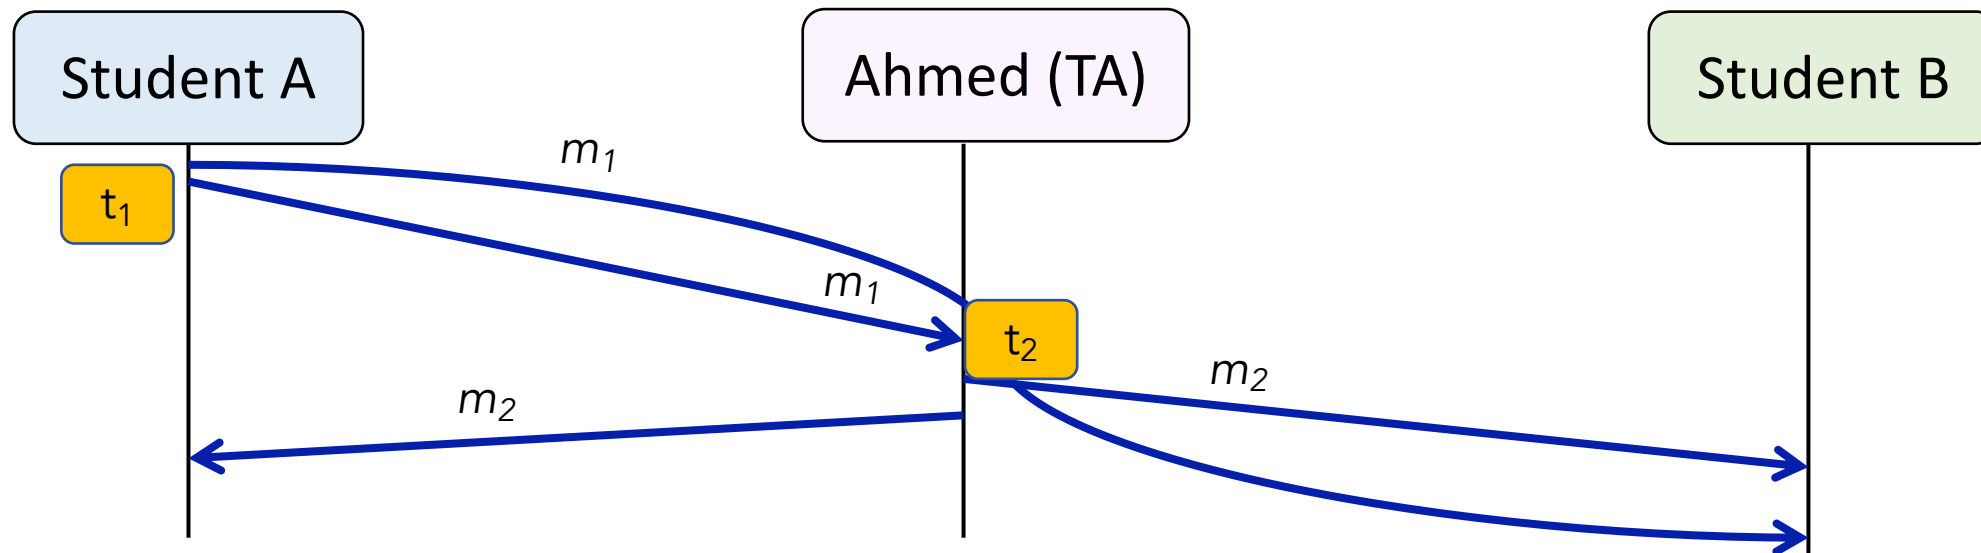 Student A
Ahmed (TA)
Student B
m₁
t₁
m₁
t₂
m₂
m₂